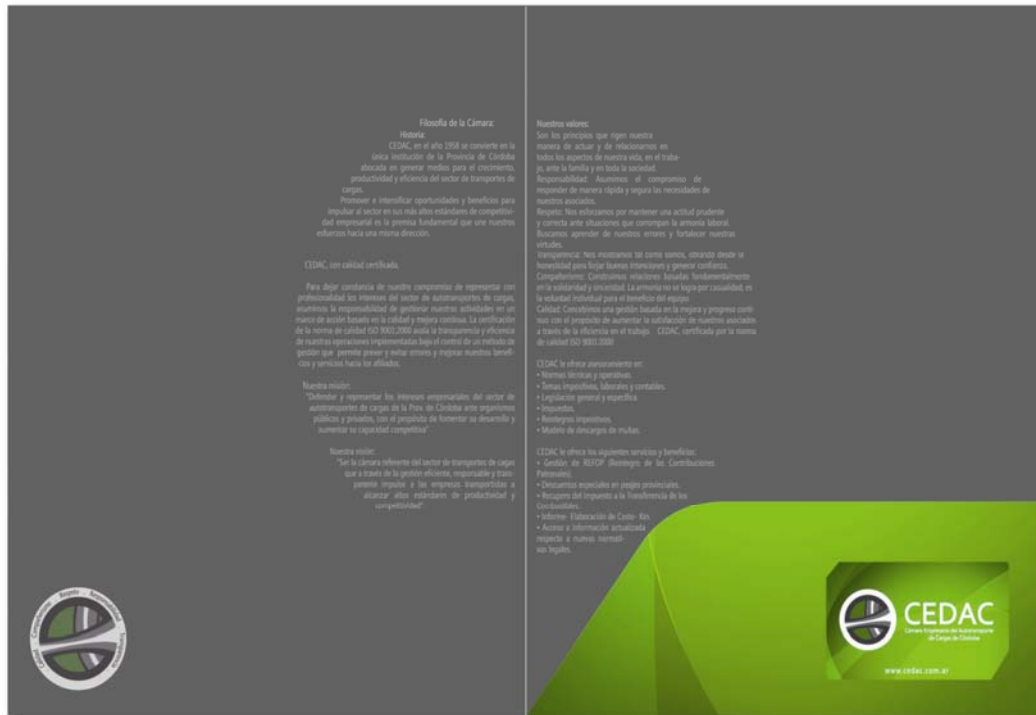 Filosofía de la Cámara:
Historia:
CEDAC, en el año 1958 se convierte en la
única institución de la Provincia de Córdoba
abocada en generar medios para el crecimiento,
productividad y eficiencia del sector de transportes de
cargas.
Promover e intensificar oportunidades y beneficios para
impulsar al sector en sus más altos estándares de competitivi-
dad empresarial es la premisa fundamental que une nuestros
esfuerzos hacia una misma dirección.
CEDAC, con calidad certificada.
Para dejar constancia de nuestro compromiso de representar con
profesionalidad los intereses del sector de autotransportes de cargas,
asumimos la responsabilidad de gestionar nuestras actividades en un
marco de acción basado en la calidad y mejora continua. La certificación
de la norma de calidad ISO 9001:2000 avala la transparencia y eficiencia
de nuestras operaciones implementadas bajo el control de un método de
gestión que permite prever y evitar errores y mejorar nuestros benefi-
cios y servicios hacia los afiliados.
Nuestra misión:
"Defender y representar los intereses empresariales del sector de
autotransportes de cargas de la Prov. de Córdoba ante organismos
públicos y privados, con el propósito de fomentar su desarrollo y
aumentar su capacidad competitiva"
Nuestra visión:
"Ser la cámara referente del sector de transportes de cagas
que a través de la gestión eficiente, responsable y trans-
parente impulse a las empresas transportistas a
alcanzar altos estándares de productividad y
competitividad".
Nuestros valores:
Son los principios que rigen nuestra
manera de actuar y de relacionarnos en
todos los aspectos de nuestra vida, en el traba-
jo, ante la familia y en toda la sociedad.
Responsabilidad: Asumimos el compromiso de
responder de manera rápida y segura las necesidades de
nuestros asociados.
Respeto: Nos esforzamos por mantener una actitud prudente
y correcta ante situaciones que corrompan la armonía laboral.
Buscamos aprender de nuestros errores y fortalecer nuestras
virtudes.
Transparencia: Nos mostramos tal como somos, obrando desde la
honestidad para forjar buenas intenciones y generar confianza.
Compañerismo: Construimos relaciones basadas fundamentalmente
en la solidaridad y sinceridad. La armonía no se logra por casualidad, es
la voluntad individual para el beneficio del equipo.
Calidad: Concebimos una gestión basada en la mejora y progreso conti-
nuo con el propósito de aumentar la satisfacción de nuestros asociados
a través de la eficiencia en el trabajo. CEDAC, certificada por la norma
de calidad ISO 9001:2000
CEDAC le ofrece asesoramiento en:
• Normas técnicas y operativas.
• Temas impositivos, laborales y contables.
• Legislación general y específica.
• Impuestos.
• Reintegros impositivos.
• Modelo de descargos de multas.
CEDAC le ofrece los siguientes servicios y beneficios:
• Gestión de REFOP (Reintegro de las Contribuciones
Patronales).
• Descuentos especiales en peajes provinciales.
• Recupero del Impuesto a la Transferencia de los
Combustibles.
• Informe- Elaboración de Costo- Km
• Acceso a información actualizada
respecto a nuevas normati-
vas legales.
Calidad . Compañerismo . Respeto . Responsabilidad . Transparencia
CEDAC
Cámara Empresaria del Autotransporte
de Cargas de Córdoba
www.cedac.com.ar